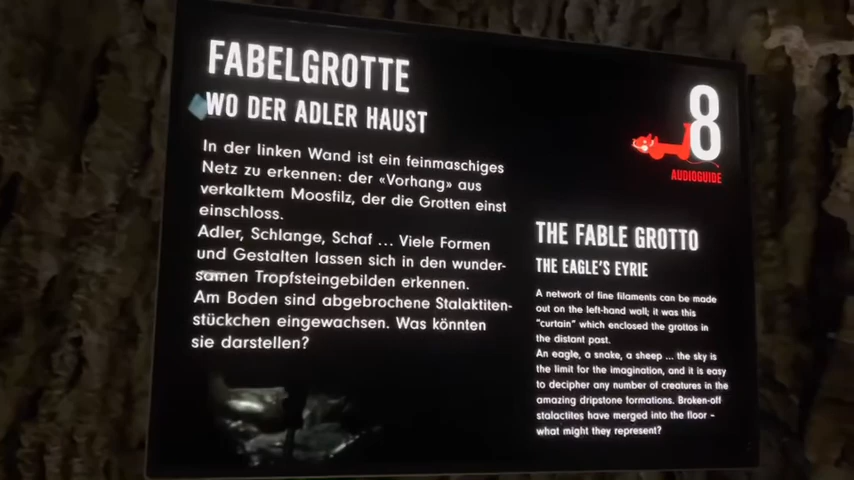 FABELGROTTE
WO DER ADLER HAUST
In der linken Wand ist ein feinmaschiges
Netz zu erkennen: der «Vorhang» aus
verkalktem Moosfilz, der die Grotten einst
einschloss.
Adler, Schlange, Schaf ... Viele Formen
und Gestalten lassen sich in den wunder-
samen Tropfsteingebilden erkennen.
Am Boden sind abgebrochene Stalaktiten-
stückchen eingewachsen. Was könnten
sie darstellen?
8
AUDIOGUIDE
THE FABLE GROTTO
THE EAGLE'S EYRIE
A network of fine filaments can be made
out on the left-hand wall; it was this
"curtain" which enclosed the grottos in
the distant past.
An eagle, a snake, a sheep ... the sky is
the limit for the imagination, and it is easy
to decipher any number of creatures in the
amazing dripstone formations. Broken-off
stalactites have merged into the floor –
what might they represent?